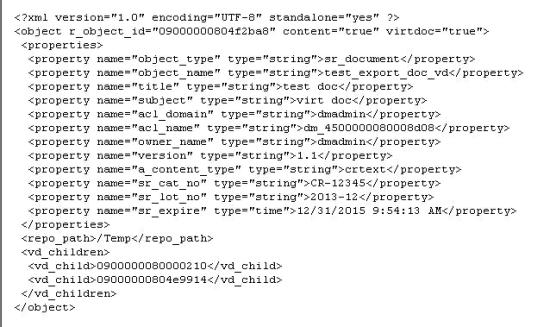 <?xml version="1.0" encoding="UTF-8" standalone="yes" ?>
<object r_object_id="09000000804f2ba8" content="true" virtdoc="true">
<properties>
<property name="object_type" type="string">sr_document</property>
<property name="object_name" type="string">test_export_doc_vd</property>
<property name="title" type="string">test doc</property>
<property name="subject" type="string">virt doc</property>
<property name="acl_domain" type="string">dmadmin</property>
<property name="acl_name" type="string">dm_4500000080008d08</property>
<property name="owner_name" type="string">dmadmin</property>
<property name="version" type="string">1.1</property>
<property name="a_content_type" type="string">crtext</property>
<property name="sr_cat_no" type="string">CR-12345</property>
<property name="sr_lot_no" type="string">2013-12</property>
<property name="sr_expire" type="time">12/31/2015 9:54:13 AM</property>
</properties>
<repo_path>/Temp</repo_path>
<vd_children>
<vd_child>0900000080000210</vd_child>
<vd_child>09000000804e9914</vd_child>
</vd_children>
</object>